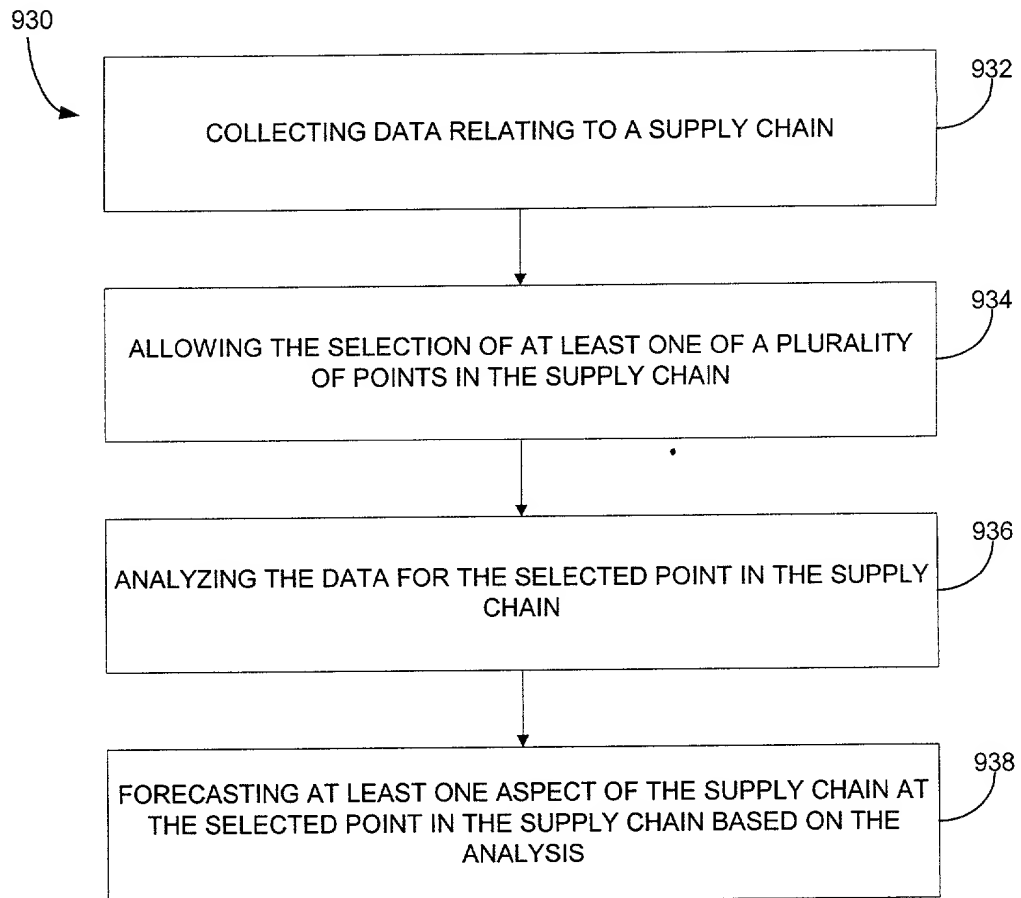 930
932
COLLECTING DATA RELATING TO A SUPPLY CHAIN
934
ALLOWING THE SELECTION OF AT LEAST ONE OF A PLURALITY
OF POINTS IN THE SUPPLY CHAIN
936
ANALYZING THE DATA FOR THE SELECTED POINT IN THE SUPPLY
CHAIN
938
FORECASTING AT LEAST ONE ASPECT OF THE SUPPLY CHAIN AT
THE SELECTED POINT IN THE SUPPLY CHAIN BASED ON THE
ANALYSIS